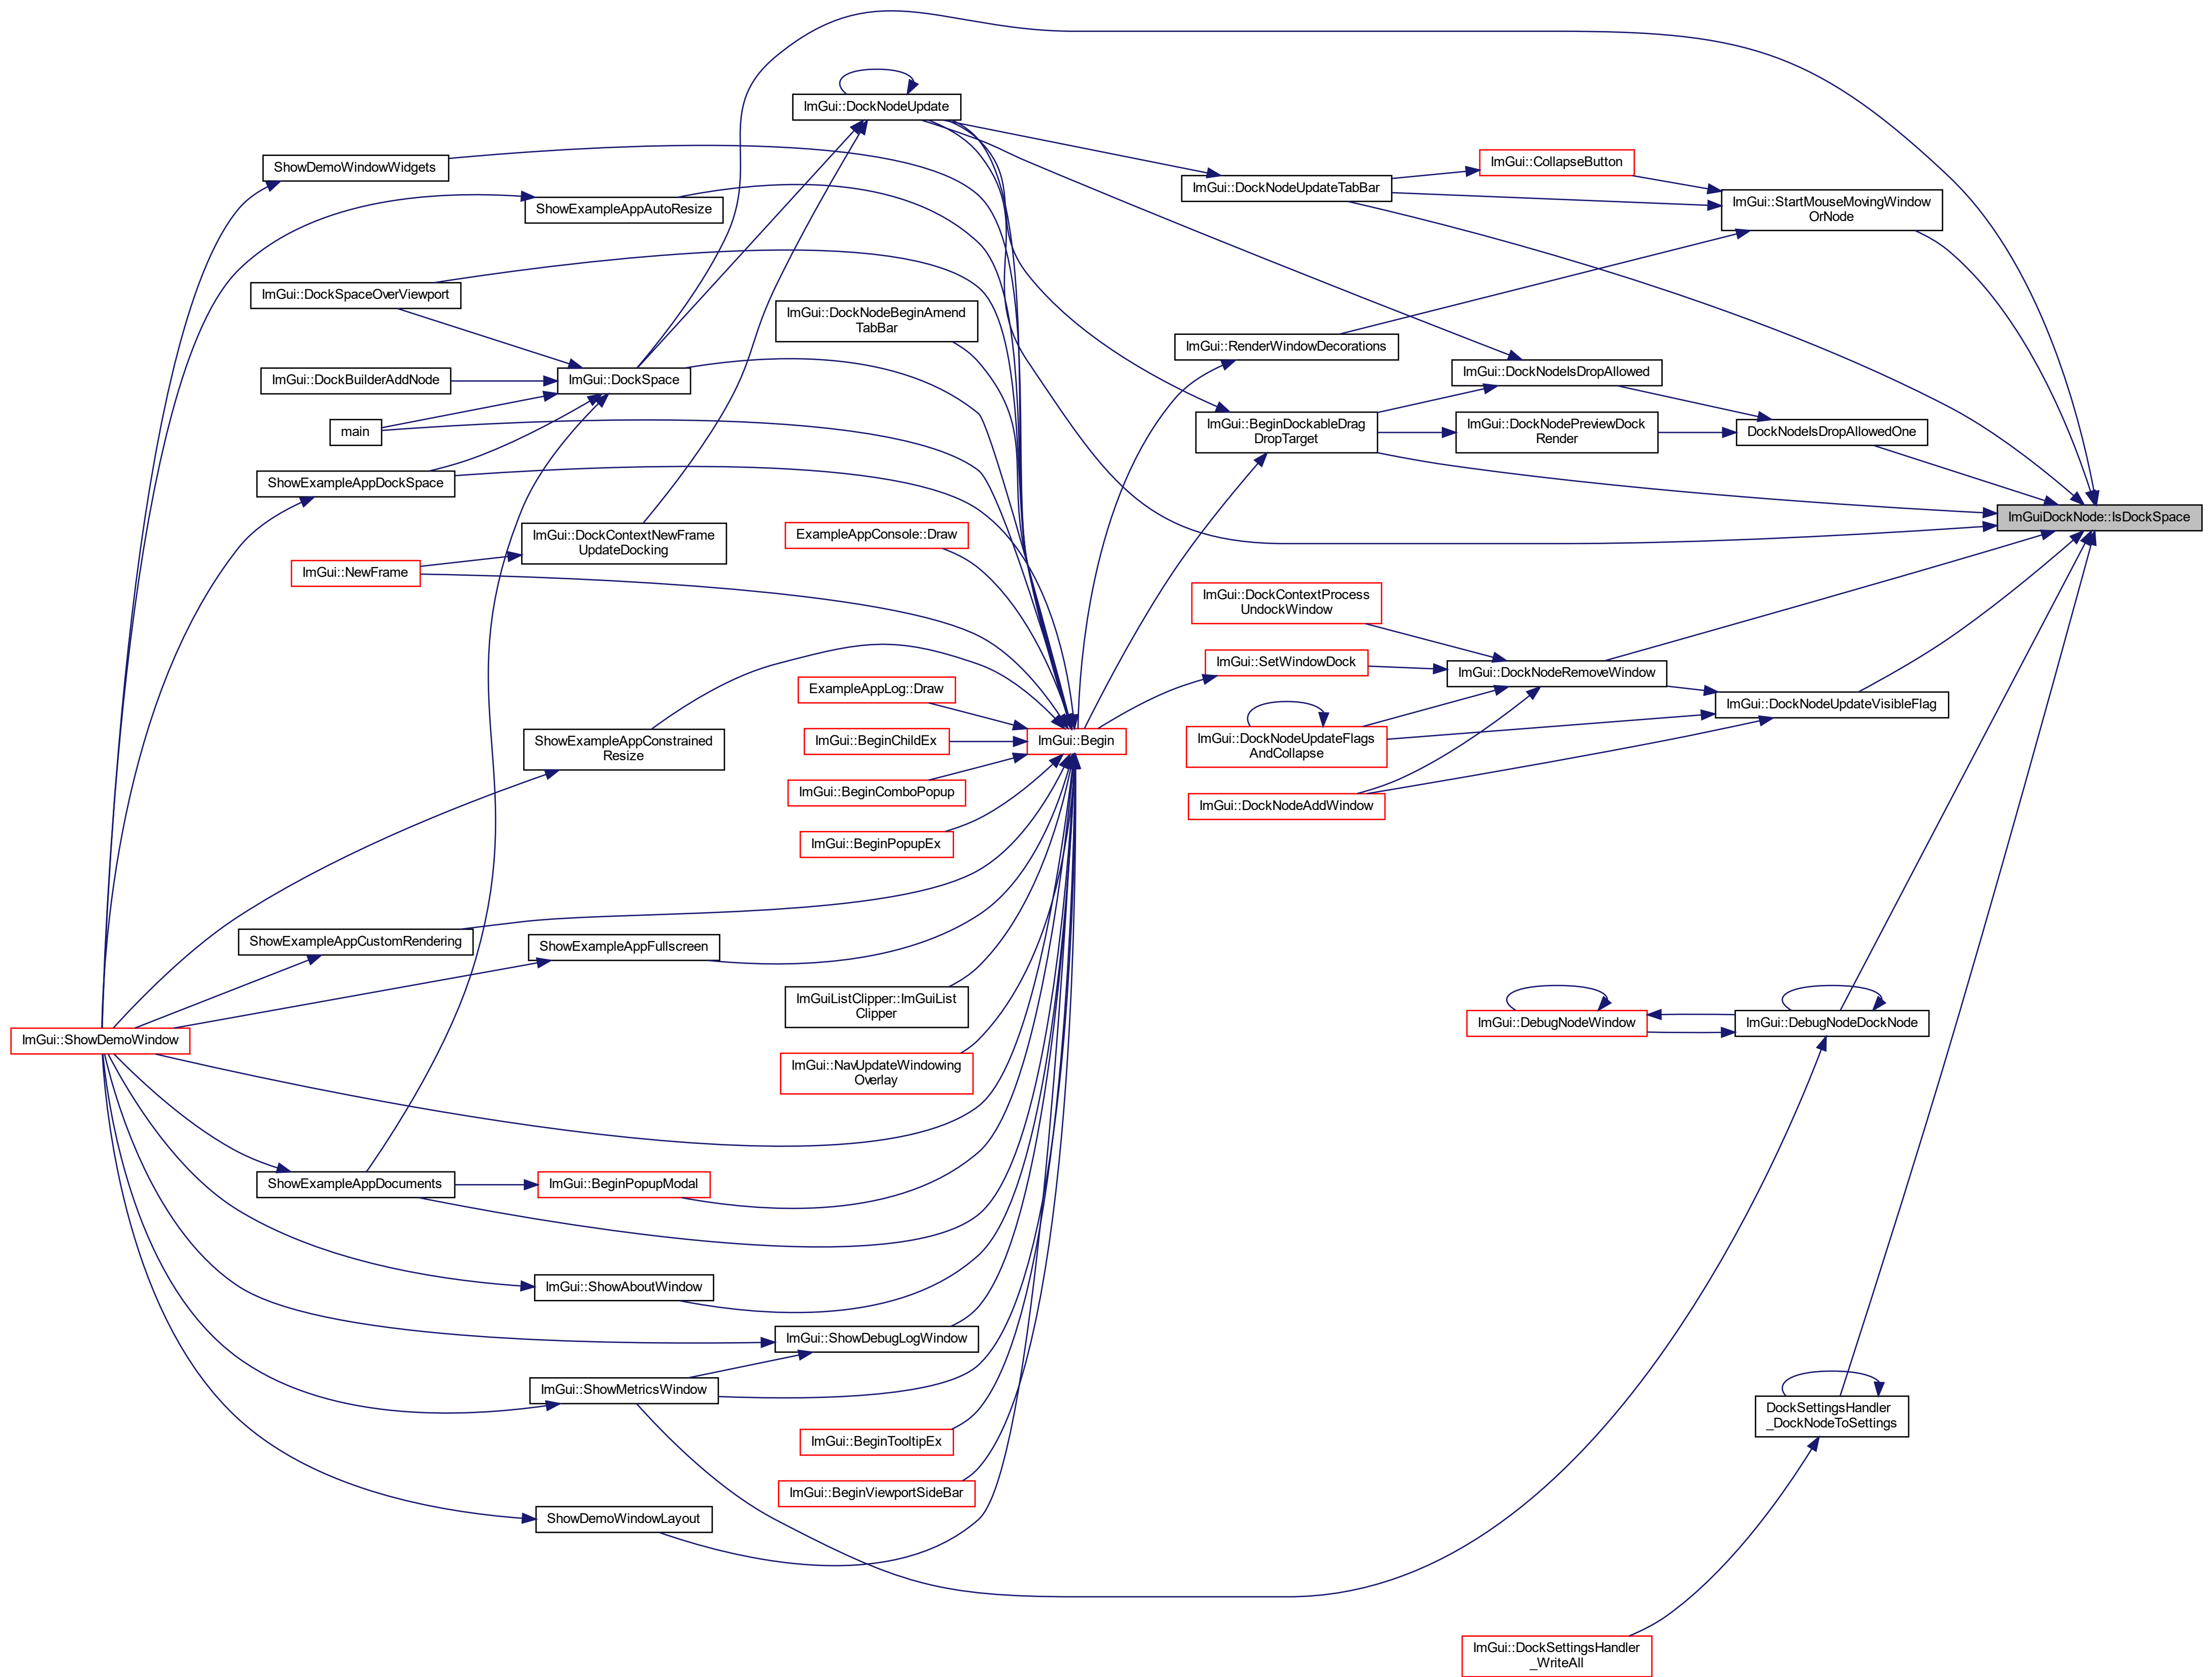 ImGui::DockNodeUpdate
ShowDemoWindowWidgets
ImGui::CollapseButton
ImGui::DockNodeUpdateTabBar
ShowExampleAppAutoResize
ImGui::StartMouseMovingWindow
OrNode
ImGui::DockSpaceOverViewport
ImGui::DockNodeBeginAmend
TabBar
ImGui::RenderWindowDecorations
ImGui::DockNodeIsDropAllowed
ImGui::DockBuilderAddNode
ImGui::DockSpace
main
ImGui::BeginDockableDrag
DropTarget
ImGui::DockNodePreviewDock
Render
DockNodeIsDropAllowedOne
ShowExampleAppDockSpace
ImGuiDockNode::IsDockSpace
ImGui::DockContextNewFrame
UpdateDocking
ExampleAppConsole::Draw
ImGui::NewFrame
ImGui::DockContextProcess
UndockWindow
ImGui::SetWindowDock
ImGui::DockNodeRemoveWindow
ExampleAppLog::Draw
ImGui::DockNodeUpdateVisibleFlag
ShowExampleAppConstrained
Resize
ImGui::BeginChildEx
ImGui::Begin
ImGui::DockNodeUpdateFlags
AndCollapse
ImGui::BeginComboPopup
ImGui::DockNodeAddWindow
ImGui::BeginPopupEx
ShowExampleAppCustomRendering
ShowExampleAppFullscreen
ImGuiListClipper::ImGuiList
Clipper
ImGui::DebugNodeWindow
ImGui::DebugNodeDockNode
ImGui::ShowDemoWindow
ImGui::NavUpdateWindowing
Overlay
ShowExampleAppDocuments
ImGui::BeginPopupModal
ImGui::ShowAboutWindow
ImGui::ShowDebugLogWindow
ImGui::ShowMetricsWindow
DockSettingsHandler
_DockNodeToSettings
ImGui::BeginTooltipEx
ImGui::BeginViewportSideBar
ShowDemoWindowLayout
ImGui::DockSettingsHandler
_WriteAll